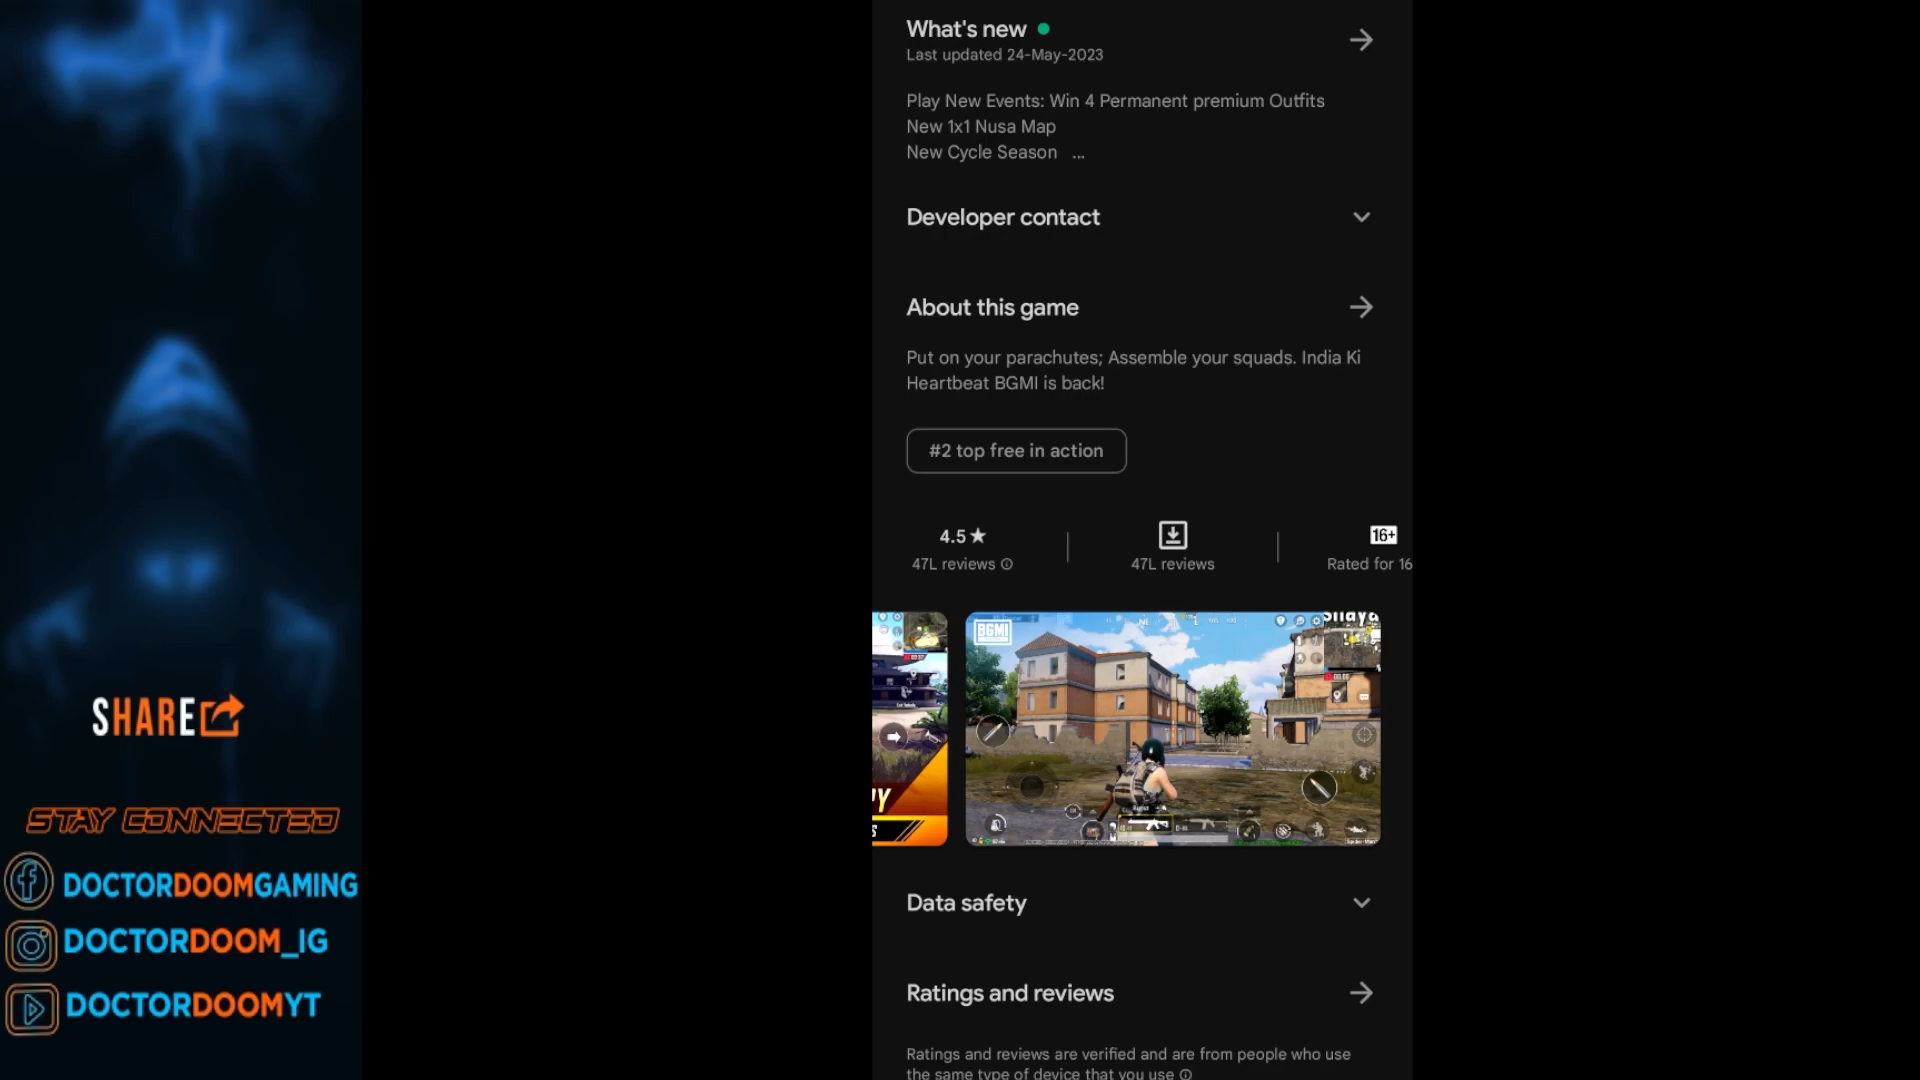 What's new
Last updated 24-May-2023
Play New Events: Win 4 Permanent premium Outfits
New 1x1 Nusa Map
New Cycle Season ...
Developer contact
About this game
Put on your parachutes; Assemble your squads. India Ki
Heartbeat BGMI is back!
#2 top free in action
4.5★
47L reviews
47L reviews
16+
Rated for 16
BGMI
Data safety
Ratings and reviews
Ratings and reviews are verified and are from people who use
the same type of device that you use
SHARE
STAY CONNECTED
DOCTORDOOMGAMING
DOCTORDOOM_IG
DOCTORDOOMYT